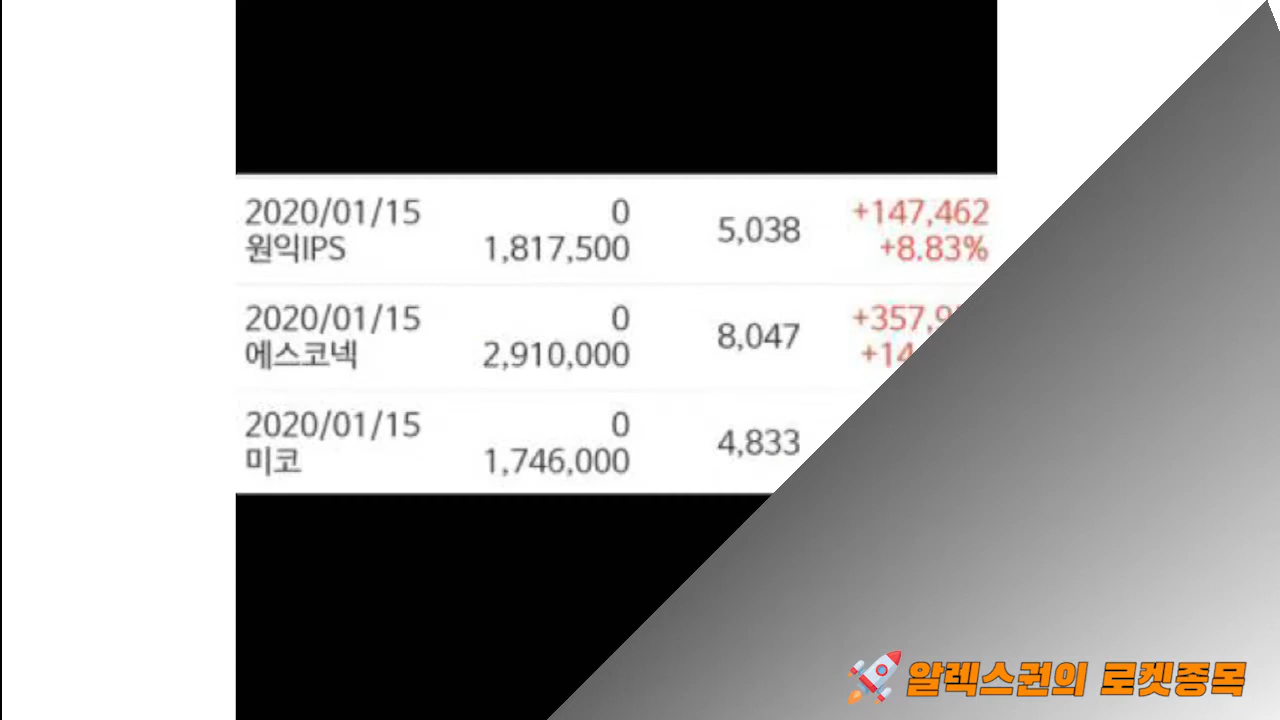 2020/01/15 0 5,038 +147,462
원익IPS 1,817,500 +8.83%
2020/01/15 0 8,047
에스코넥 2,910,000
2020/01/15 0 4,833
미코 1,746,000
알렉스권의 로켓종목